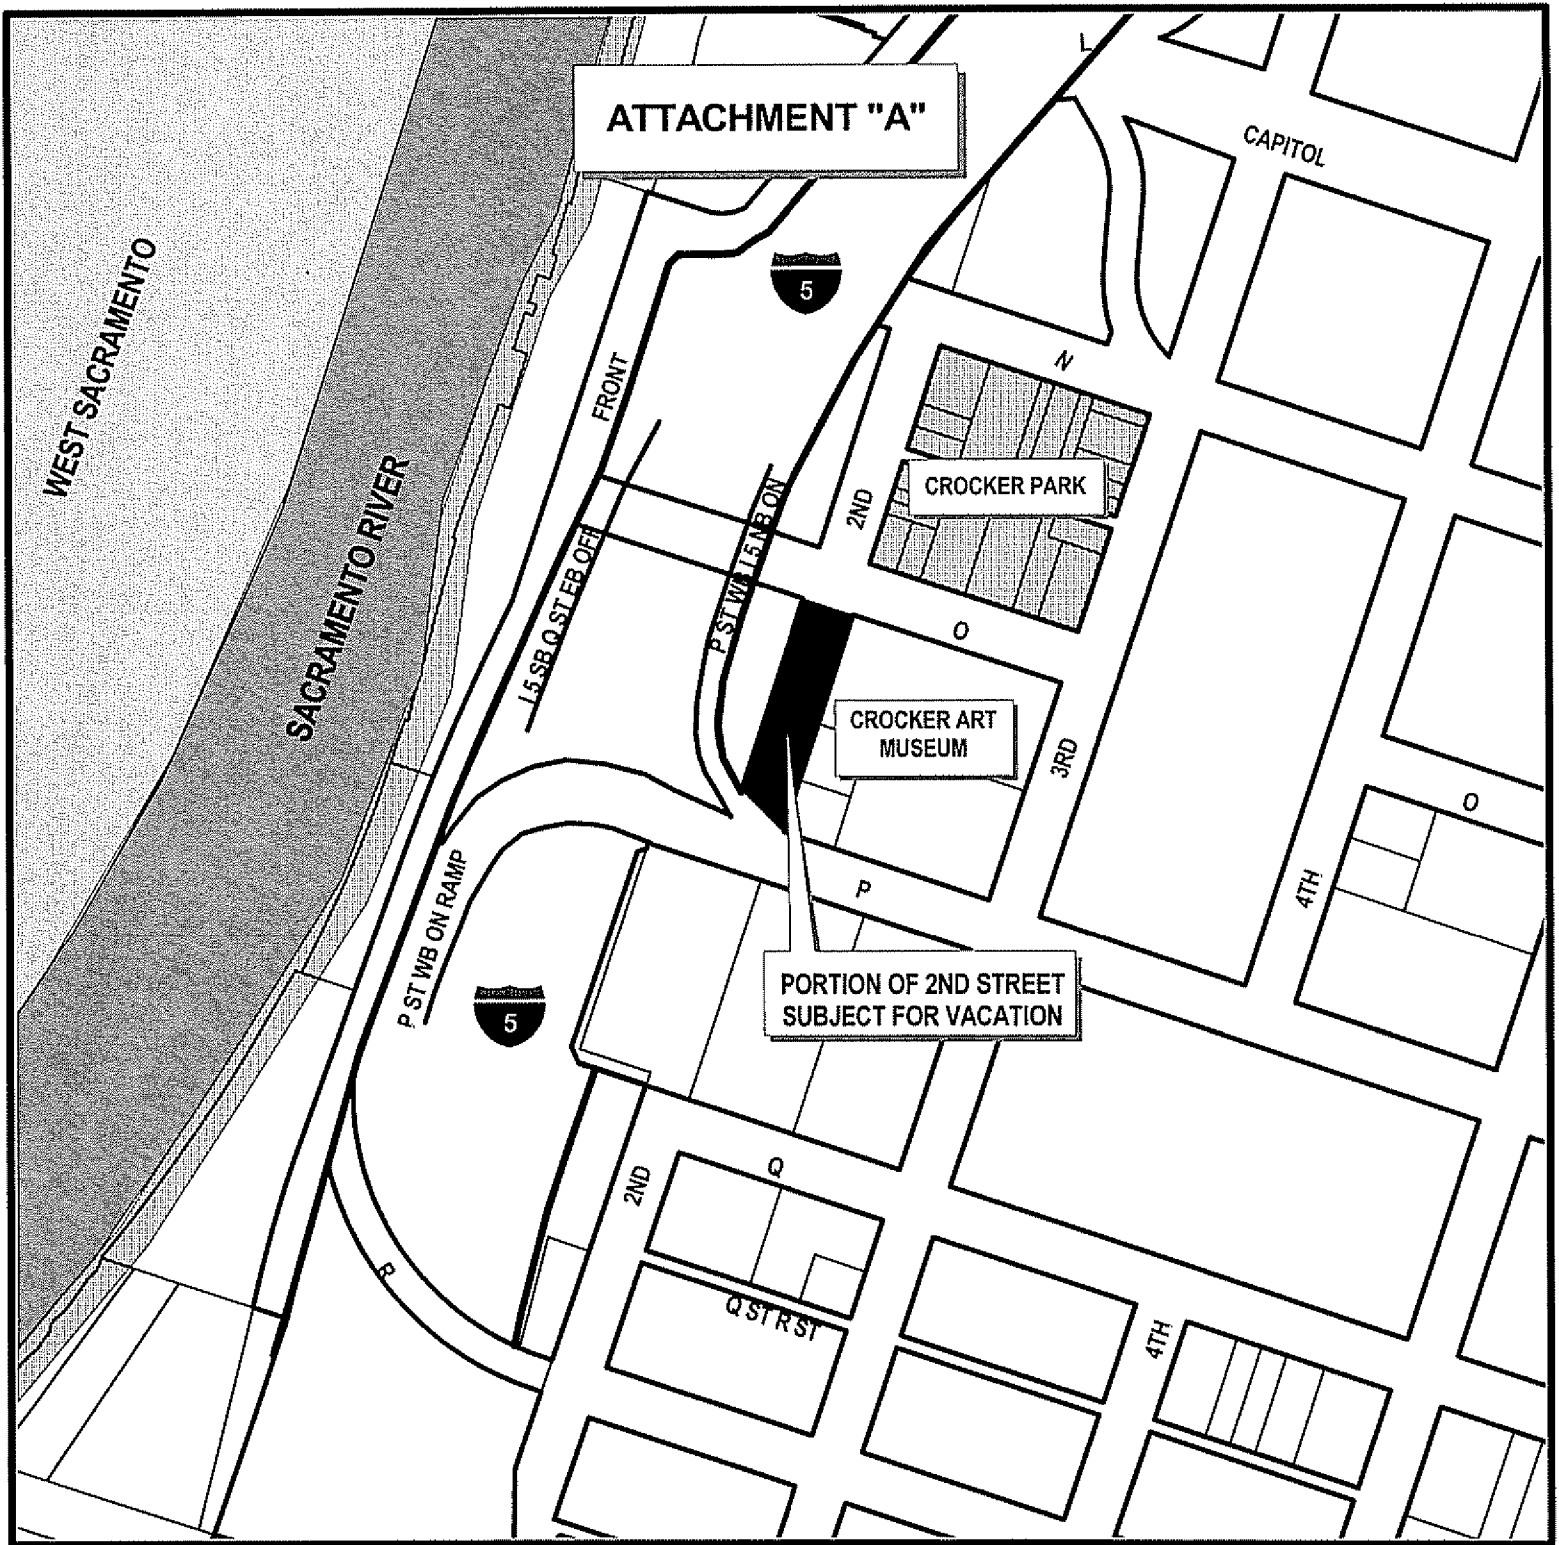 ATTACHMENT "A"
L
CAPITOL
WEST SACRAMENTO
5
N
FRONT
CROCKER PARK
2ND
SACRAMENTO RIVER
I 5 SB Q ST EB OFF
P ST WB I 5 NB ON
O
CROCKER ART
MUSEUM
3RD
O
P
4TH
P ST WB ON RAMP
PORTION OF 2ND STREET
SUBJECT FOR VACATION
5
Q
2ND
R
Q ST R ST
4TH